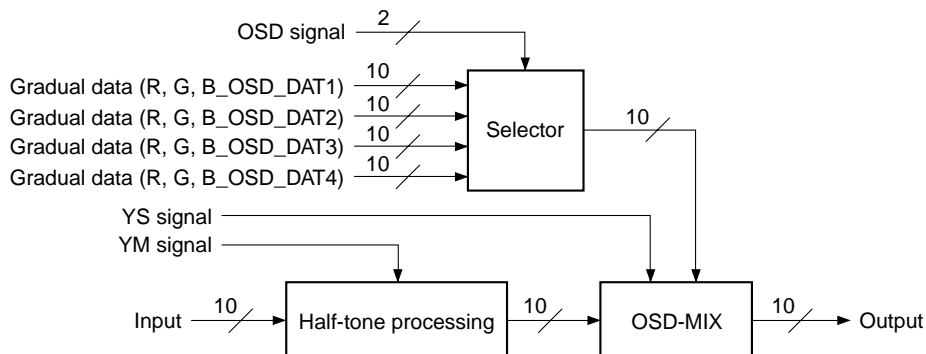 2
OSD signal
10
Gradual data (R, G, B_OSD_DAT1)
10
Gradual data (R, G, B_OSD_DAT2)
10
Gradual data (R, G, B_OSD_DAT3)
10
Gradual data (R, G, B_OSD_DAT4)
Selector
10
YS signal
YM signal
Input
10
Half-tone processing
10
OSD-MIX
10
Output